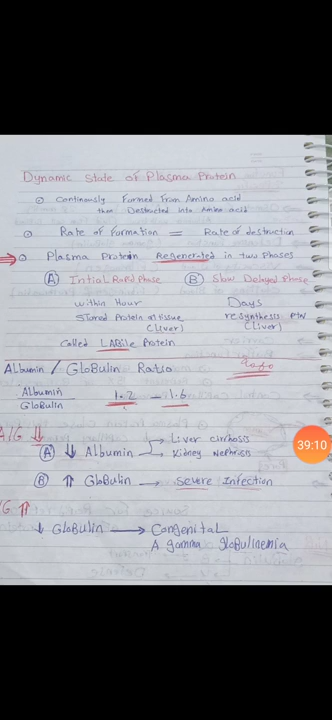 Dynamic State of Plasma Protein
⊙ Continously Formed From Amino acid
then Destructed into Amino acid
⊙ Rate of Formation = Rate of destruction
⇒ ⊙ Plasma Protein Regenerated in two Phases
Ⓐ Intial Rapid Phase Ⓑ Slow Delayed Phase
within Hour Days
Stored Protein of tissue resynthesis
(Liver) (Liver)
Called LABile Protein
Albumin / GloBulin Ratio
Albumin / GloBulin 1.2 – 1.6
A/G ↓
Ⓐ ↓ Albumin → Liver cirrhosis
→ Kidney Nephrosis
Ⓑ ↑ GloBulin → Severe Infection
/G ↑
↓ GloBulin → Congenital
A gamma globulinemia
39:10